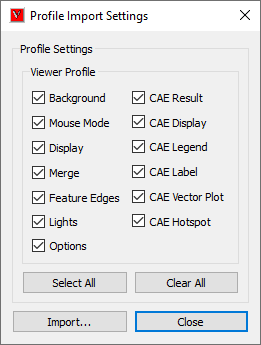 Profile Import Settings
Profile Settings
Viewer Profile
Background
Mouse Mode
Display
Merge
Feature Edges
Lights
Options
CAE Result
CAE Display
CAE Legend
CAE Label
CAE Vector Plot
CAE Hotspot
Select All
Clear All
Import...
Close